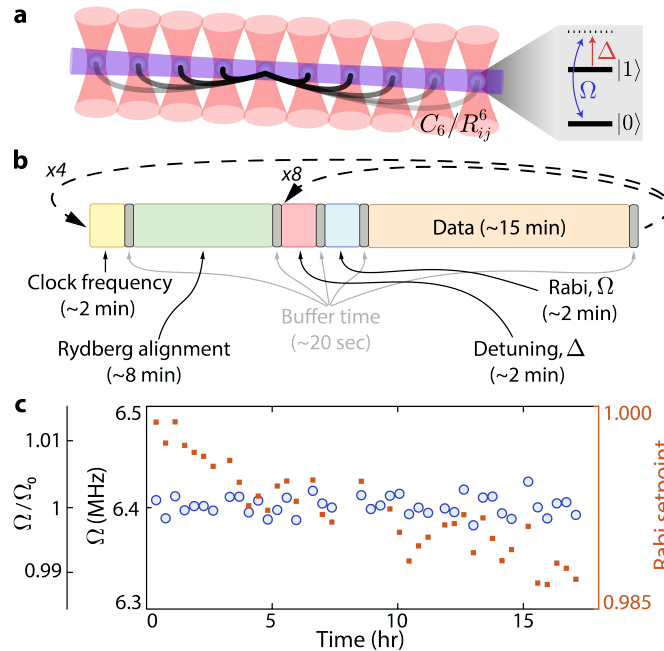 a
C₆/R⁶ᵢⱼ
Δ
Ω
|1⟩
|0⟩
b
x4
x8
Data (~15 min)
Clock frequency
(~2 min)
Rydberg alignment
(~8 min)
Buffer time
(~20 sec)
Rabi, Ω
(~2 min)
Detuning, Δ
(~2 min)
c
Ω/Ω₀
1.01
1
0.99
Ω (MHz)
6.5
6.4
6.3
1.000
0.985
Rabi setpoint
0
5
10
15
Time (hr)